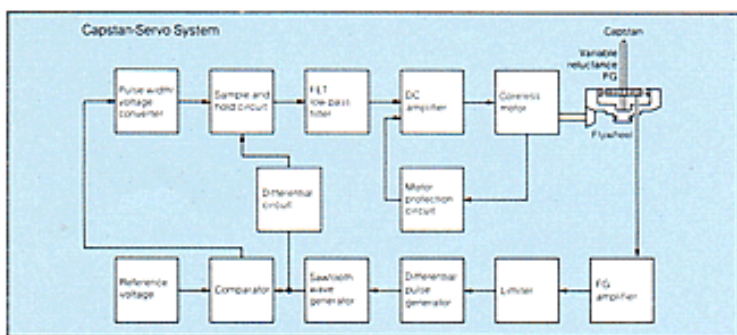 Capstan-Servo System
Capstan
Variable
reluctance
FG
Pulse width/
voltage
converter
Sample and
hold circuit
low pass
filter
DC
amplifier
Coreless
motor
Flywheel
Differential
circuit
Motor
protection
circuit
Reference
voltage
Comparator
Sawtooth
wave
generator
Differential
pulse
generator
Limiter
FG
amplifier